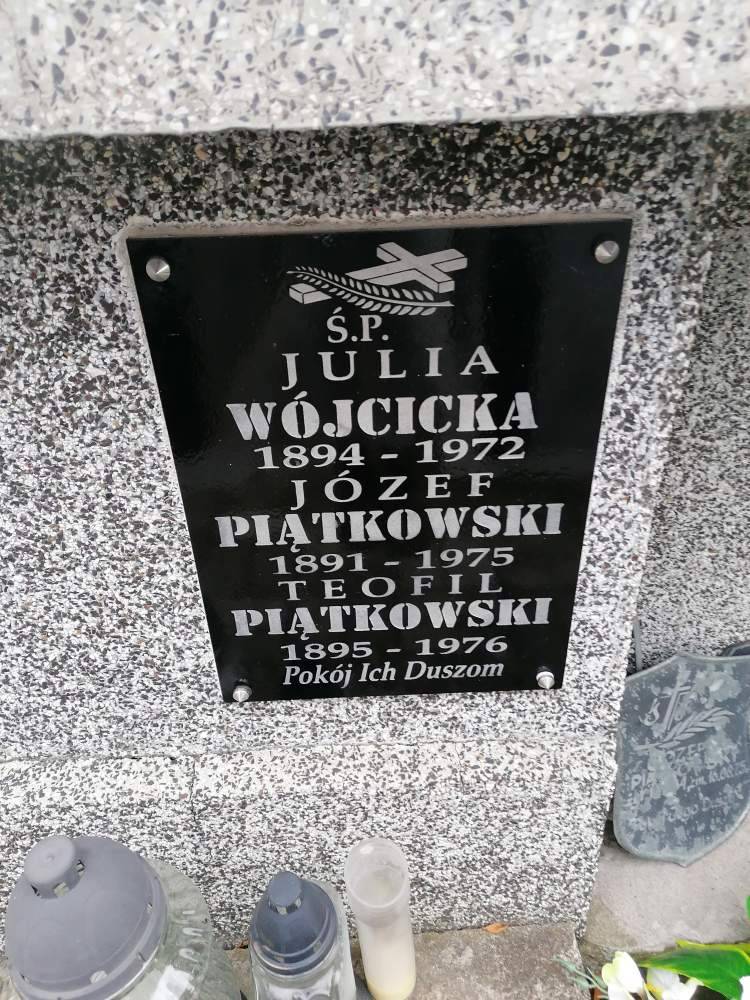 Ś.P.
JULIA
WÓJCICKA
1894 - 1972
JÓZEF
PIĄTKOWSKI
1891 - 1975
TEOFIL
PIĄTKOWSKI
1895 - 1976
Pokój Ich Duszom